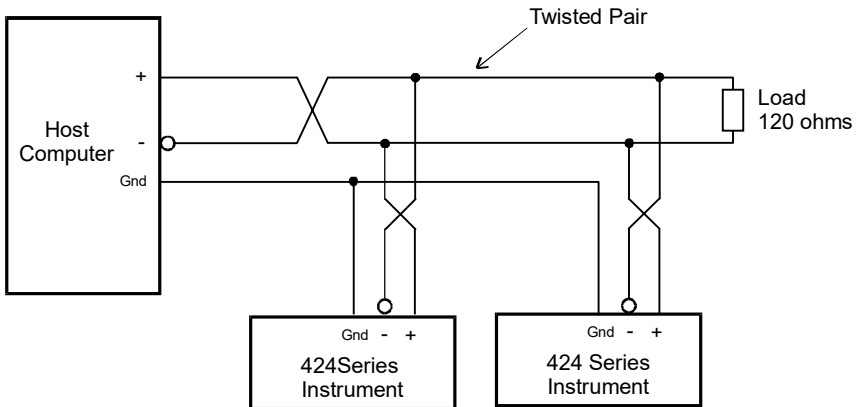 Twisted Pair
+
Host
Computer
-
Gnd
Load
120 ohms
Gnd - +
424Series
Instrument
Gnd - +
424 Series
Instrument